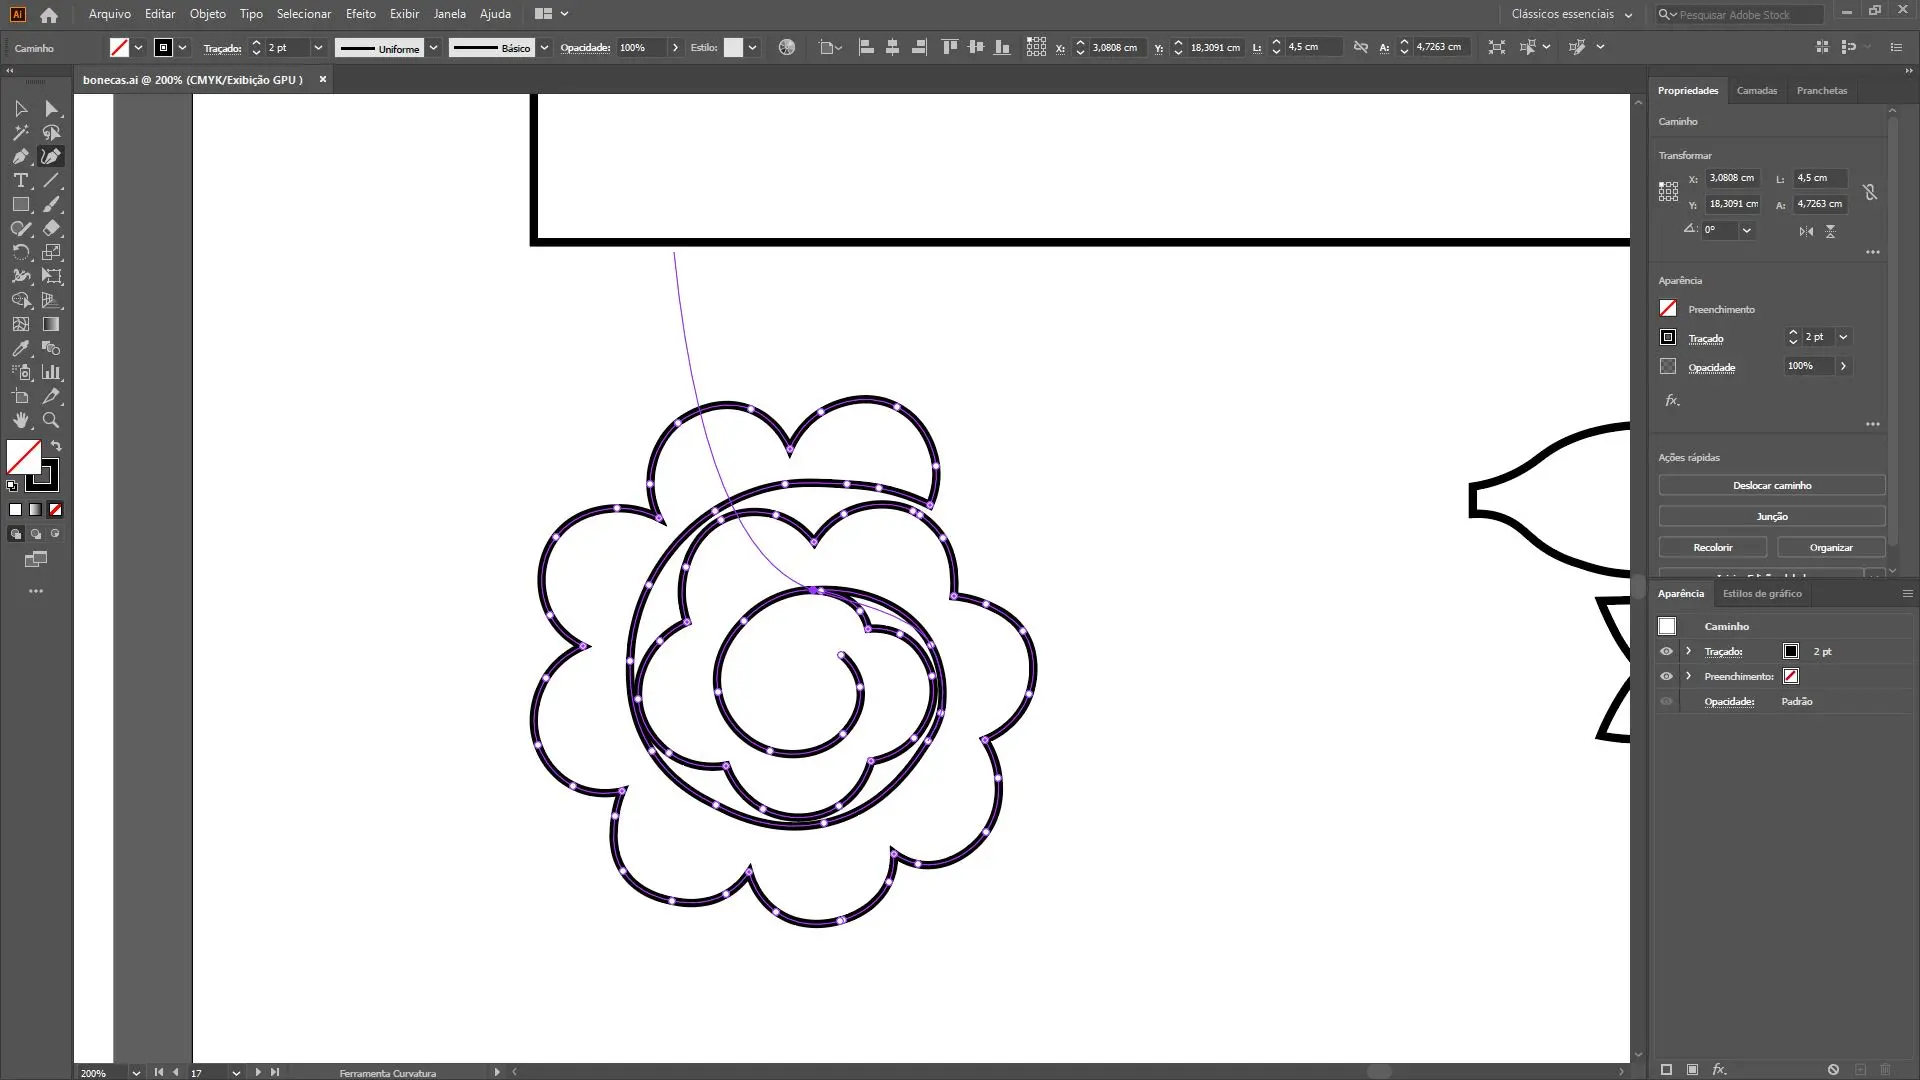 Ai Arquivo Editar Objeto Tipo Selecionar Efeito Exibir Janela Ajuda Clássicos essenciais Pesquisar Adobe Stock
Caminho Traçado: 2 pt Uniforme Básico Opacidade: 100% Estilo: X: 3,0808 cm Y: 18,3091 cm L: 4,5 cm A: 4,7263 cm
bonecas.ai @ 200% (CMYK/Exibição GPU ) ×
Propriedades Camadas Pranchetas
Caminho
Transformar
X: 3,0808 cm L: 4,5 cm
Y: 18,3091 cm A: 4,7263 cm
0°
Aparência
Preenchimento
Traçado 2 pt
Opacidade 100%
fx.
Ações rápidas
Deslocar caminho
Junção
Recolorir Organizar
Aparência Estilos de gráfico
Caminho
Traçado: 2 pt
Preenchimento:
Opacidade: Padrão
fx.
200% 17 Ferramenta Curvatura